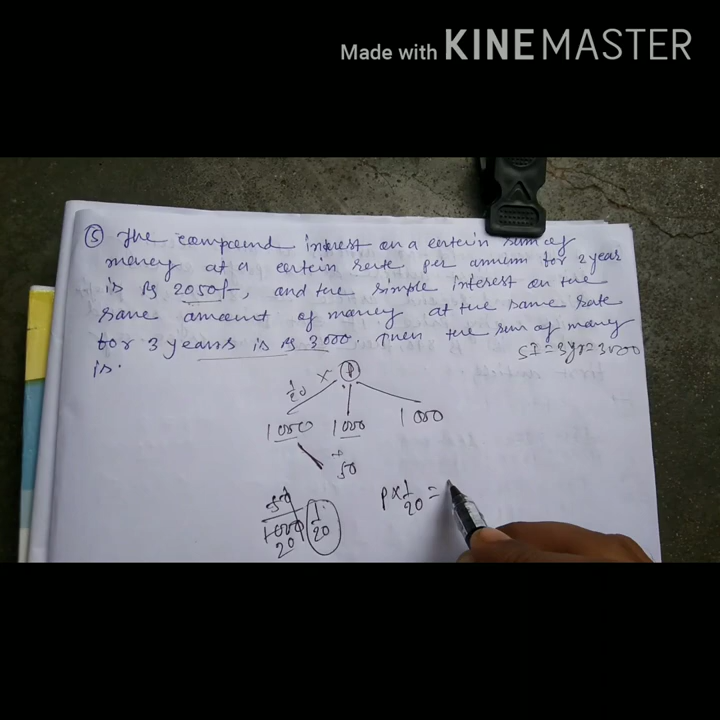 Made with KINEMASTER
⑤ The compound interest on a certain sum of
money at a certain rate per annum for 2 year
is ₨ 2050/-, and the simple interest on the
same amount of money at the same rate
for 3 years is ₨ 3000. Then the sum of money
is.
SI = 3yr = 3000
1/20 × P
1000 1000 1000
+
50
50/1000 20 1/20
P × 1/20 =